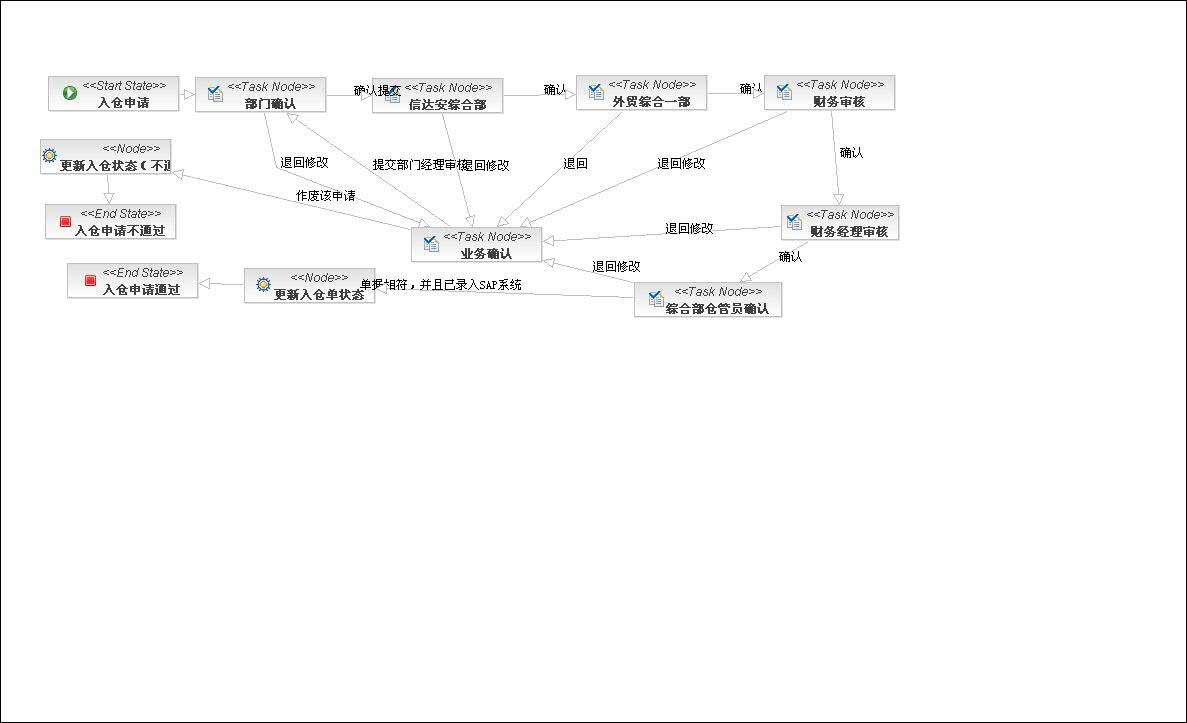 <<Start State>>
入仓申请
<<Task Node>>
部门确认
确认提交
<<Task Node>>
信达安综合部
确认
<<Task Node>>
外贸综合一部
确认
<<Task Node>>
财务审核
<<Node>>
更新入仓状态(不通
退回修改
提交部门经理审核
退回修改
退回
退回修改
确认
作废该申请
<<End State>>
入仓申请不通过
<<Task Node>>
业务确认
退回修改
<<Task Node>>
财务经理审核
确认
<<End State>>
入仓申请通过
<<Node>>
更新入仓单状态
单据相符，并且已录入SAP系统
退回修改
<<Task Node>>
综合部仓管员确认